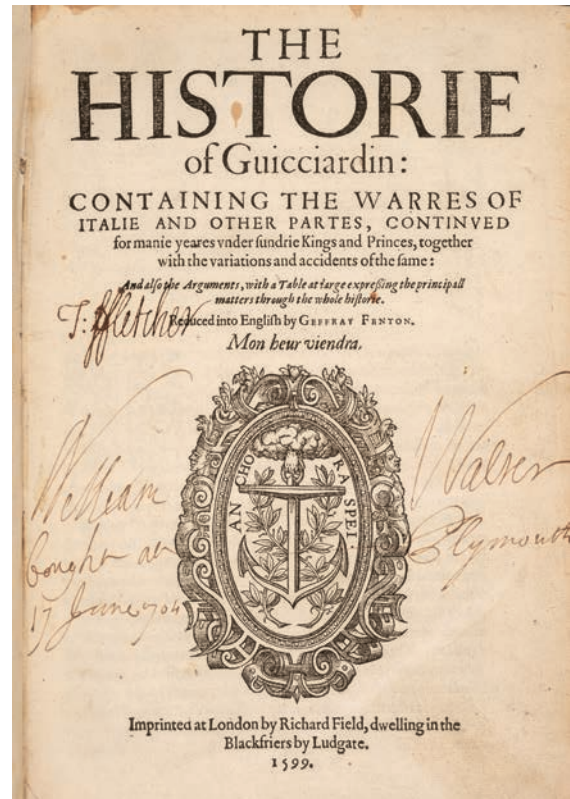 THE
HISTORIE
of Guicciardin:
CONTAINING THE WARRES OF
ITALIE AND OTHER PARTES, CONTINVED
for manie yeares vnder ſundrie Kings and Princes, together
with the variations and accidents of the ſame:
And alſo the Arguments, with a Table at large expreſsing the principall
matters through the whole hiſtorie.
J: ffletcher
Reduced into Engliſh by GEFFRAY FENTON.
Mon heur viendra.
ANCHORA SPEI.
William Walker
bought at Plymouth
17 June 704
Imprinted at London by Richard Field, dwelling in the
Blackfriers by Ludgate.
1599.